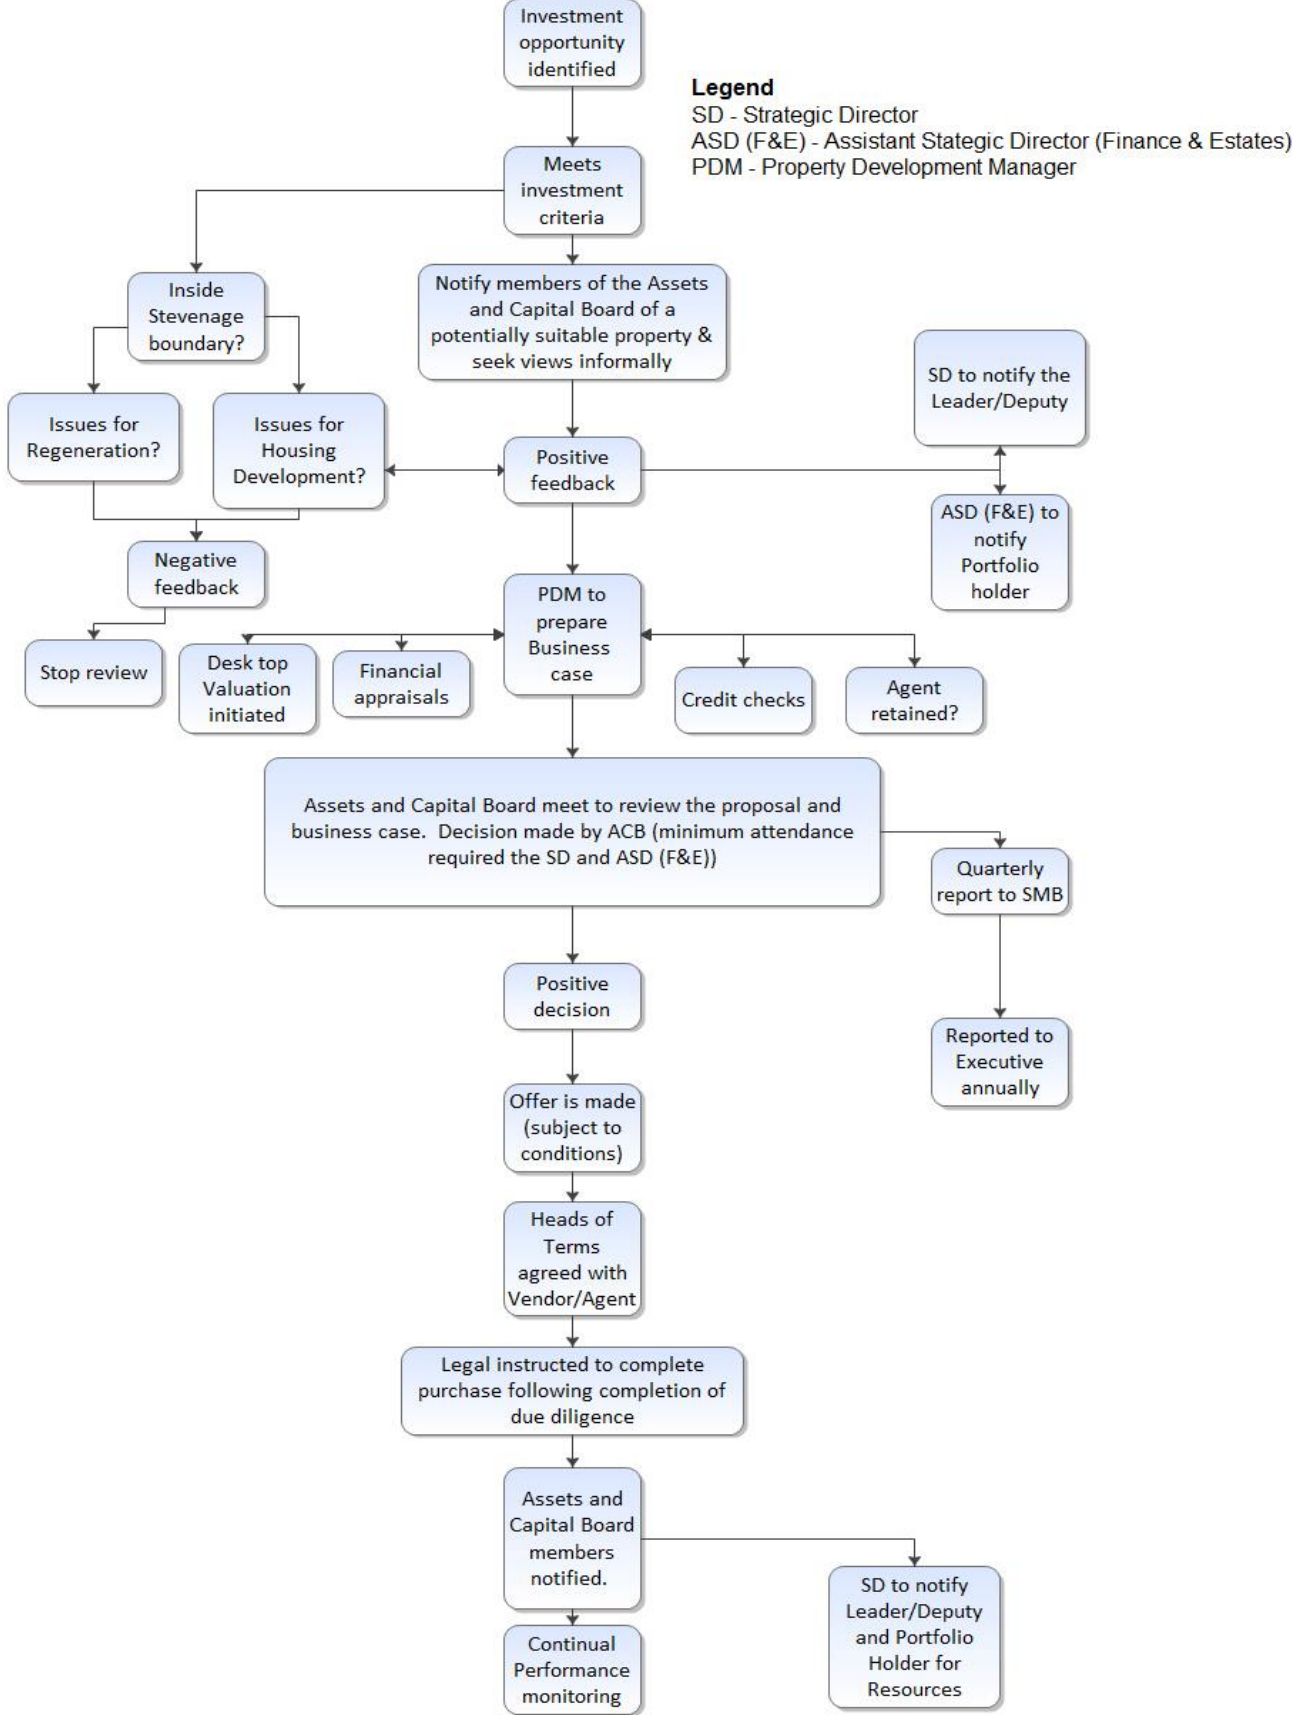 Investment
opportunity
identified
Legend
SD - Strategic Director
ASD (F&E) - Assistant Stategic Director (Finance & Estates)
PDM - Property Development Manager
Meets
investment
criteria
Inside
Stevenage
boundary?
Notify members of the Assets
and Capital Board of a
potentially suitable property &
seek views informally
SD to notify the
Leader/Deputy
Issues for
Regeneration?
Issues for
Housing
Development?
Positive
feedback
ASD (F&E) to
notify
Portfolio
holder
Negative
feedback
PDM to
prepare
Business
case
Stop review
Desk top
Valuation
initiated
Financial
appraisals
Credit checks
Agent
retained?
Assets and Capital Board meet to review the proposal and
business case. Decision made by ACB (minimum attendance
required the SD and ASD (F&E))
Quarterly
report to SMB
Positive
decision
Reported to
Executive
annually
Offer is made
(subject to
conditions)
Heads of
Terms
agreed with
Vendor/Agent
Legal instructed to complete
purchase following completion of
due diligence
Assets and
Capital Board
members
notified.
SD to notify
Leader/Deputy
and Portfolio
Holder for
Resources
Continual
Performance
monitoring